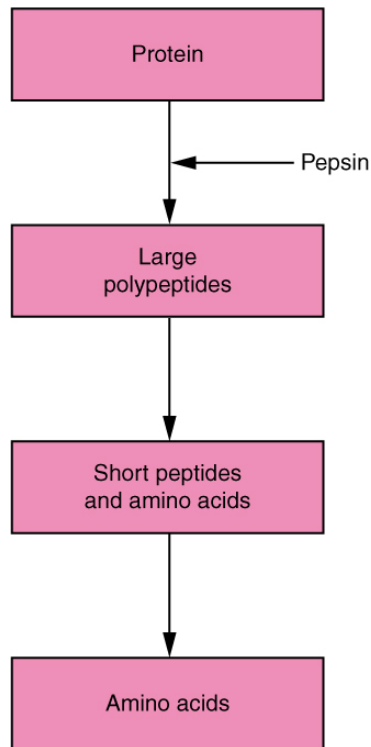 Protein
Pepsin
Large
polypeptides
Short peptides
and amino acids
Amino acids